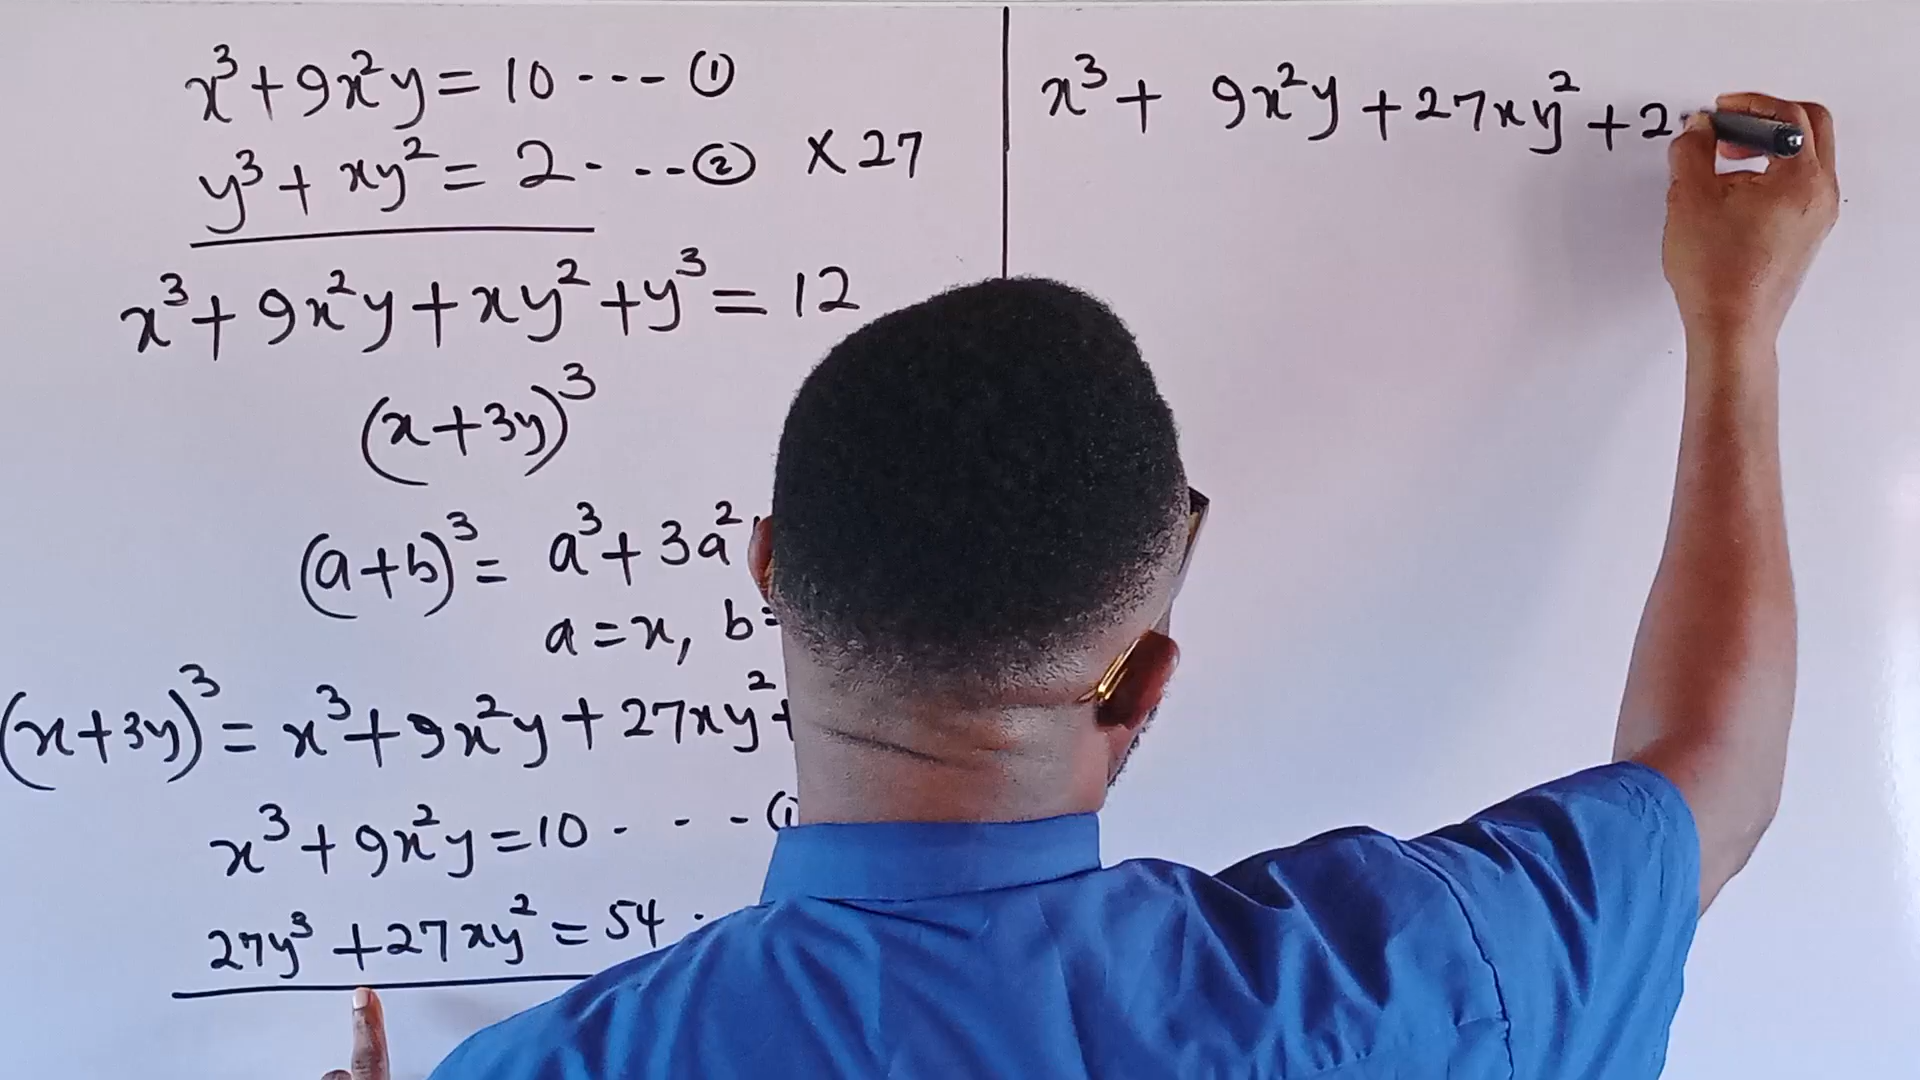 x³+9x²y=10 --- ①
y³+xy²=2- --② ×27
x³+9x²y+xy²+y³=12
(x+3y)³
(a+b)³= a³+3a²
a=x, b=
(x+3y)³=x³+9x²y+27xy²+
x³+9x²y=10 - - - ①
27y³+27xy²=54 .
x³+ 9x²y+27xy²+2